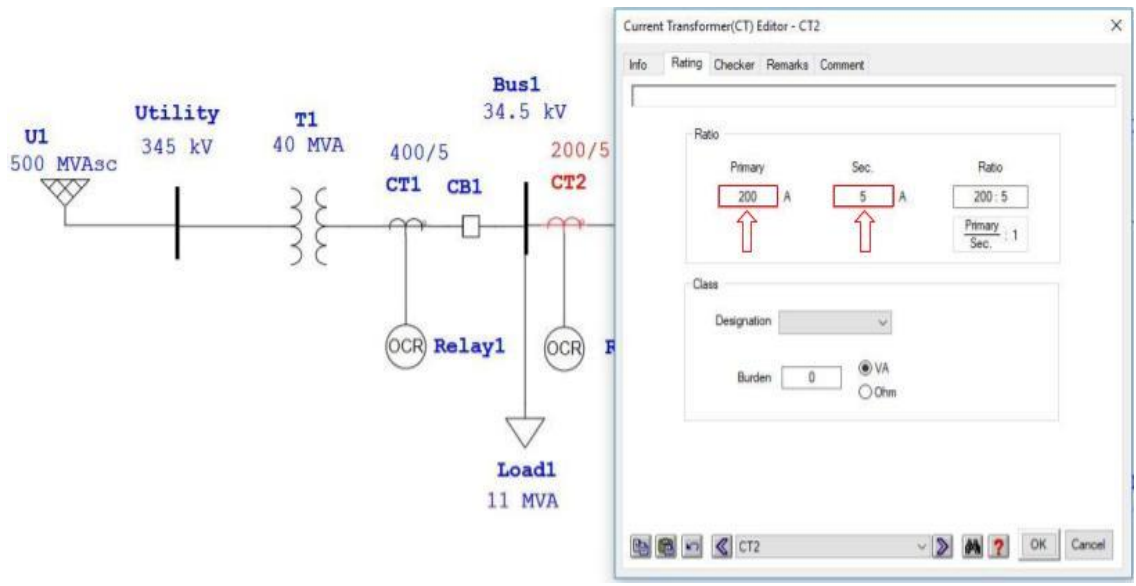 U1
500 MVAsc
Utility
345 kV
T1
40 MVA
400/5
CT1
CB1
Bus1
34.5 kV
200/5
CT2
OCR
Relay1
OCR
R
Load1
11 MVA
Current Transformer(CT) Editor - CT2
Info Rating Checker Remarks Comment
Ratio
Primary Sec. Ratio
200 A 5 A 200 : 5
Primary
Sec. : 1
Class
Designation
Burden 0 VA
Ohm
CT2 ? OK Cancel